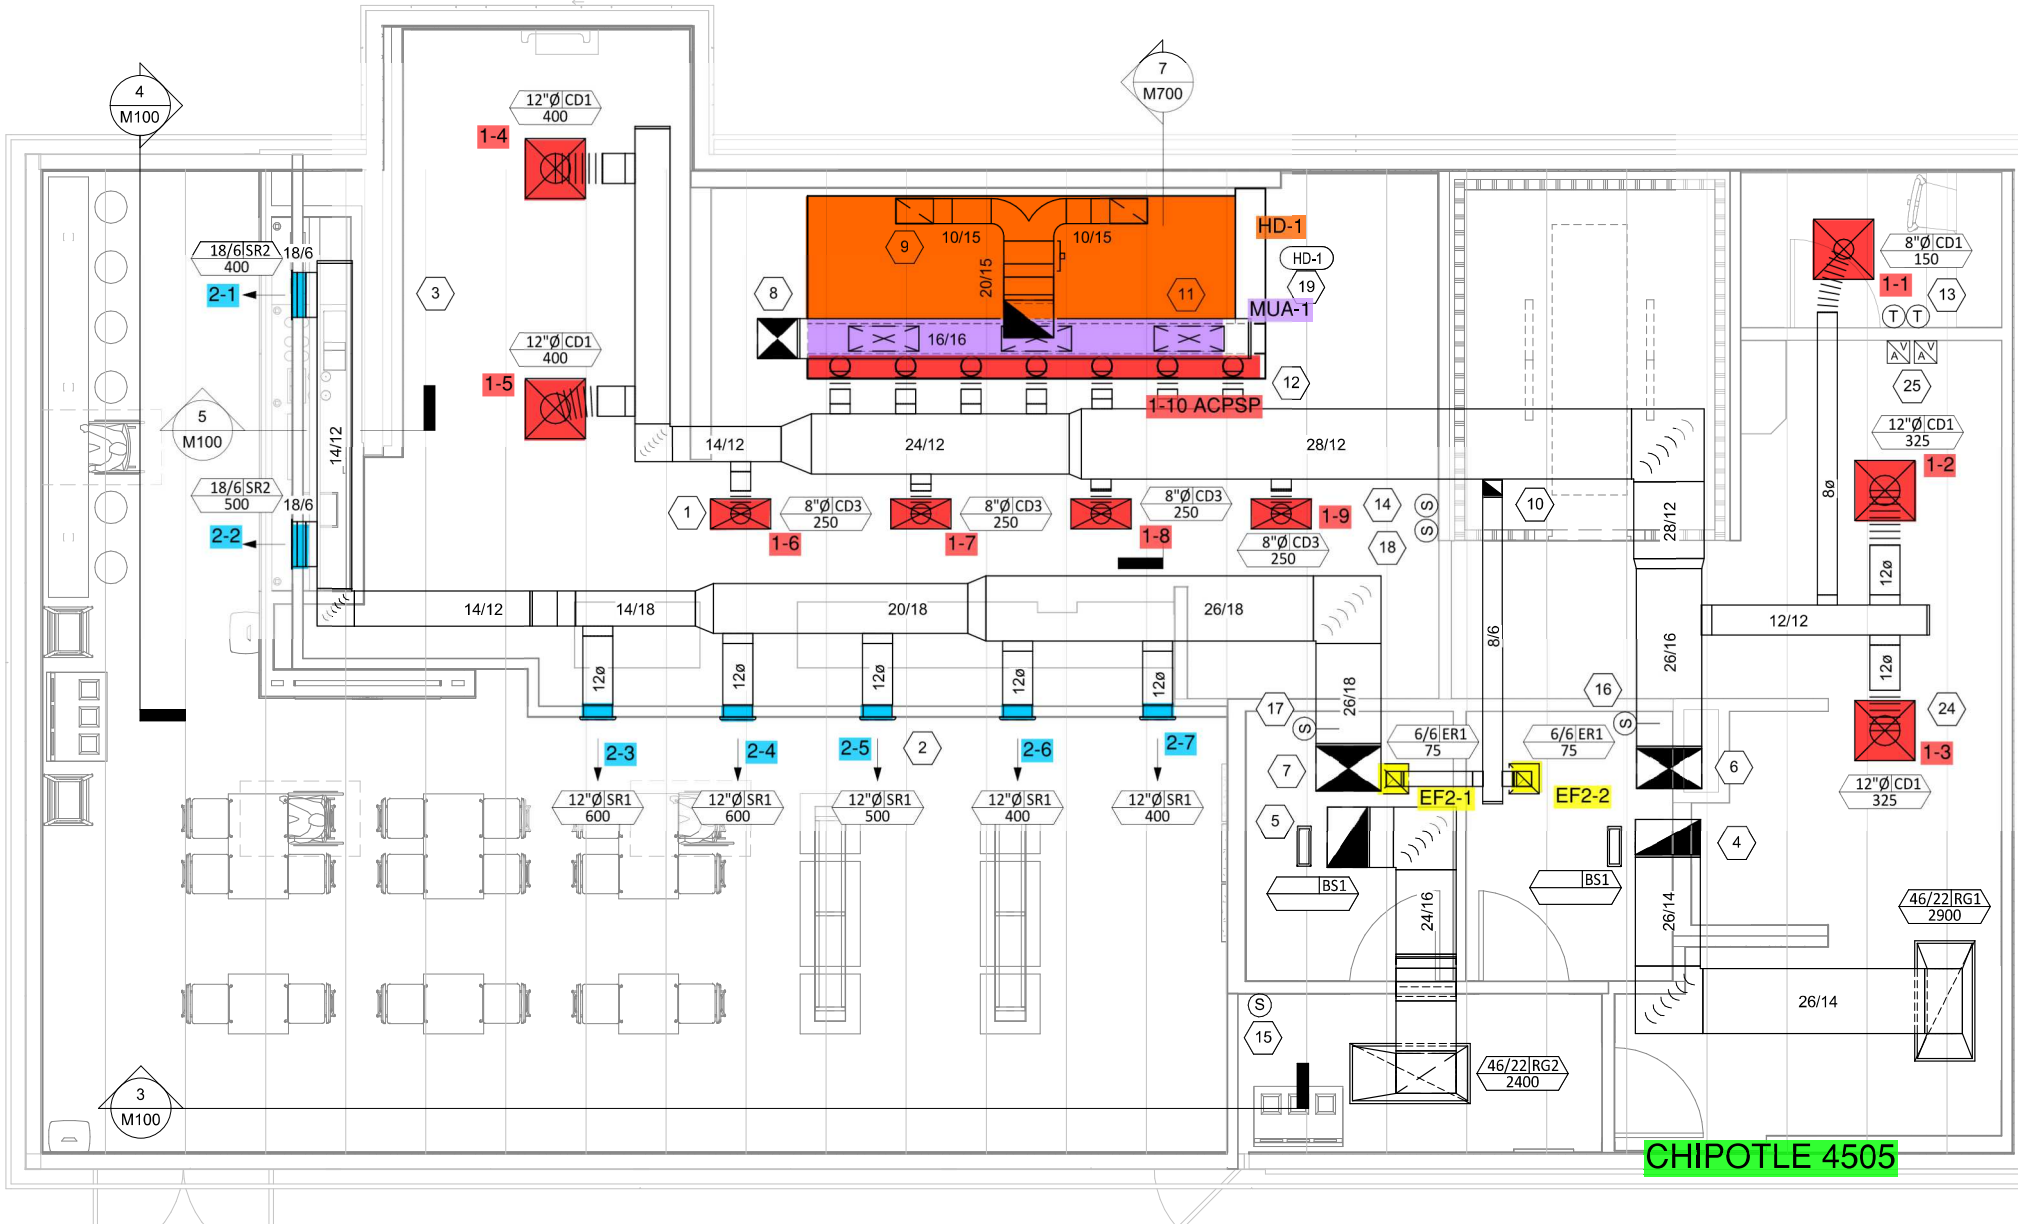 4
M100
7
M700
12"Ø CD1
400
1-4
HD-1
10/15
10/15
9
20/15
HD-1
19
11
8
MUA-1
16/16
18/6 SR2
400
18/6
2-1
3
8"Ø CD1
150
1-1
13
T T
A V
A V
25
12"Ø CD1
400
1-5
12
1-10 ACPSP
5
M100
14/12
14/12
24/12
28/12
12"Ø CD1
325
1-2
8ø
18/6 SR2
500
18/6
2-2
1
8"Ø CD3
250
1-6
8"Ø CD3
250
1-7
8"Ø CD3
250
1-8
1-9
8"Ø CD3
250
14
S
S
18
10
28/12
12ø
14/12
14/18
20/18
26/18
8/6
26/16
12/12
12ø
12ø
12ø
12ø
12ø
12ø
26/18
17
S
16
S
24
1-3
12"Ø CD1
325
2-3
2-4
2-5
2
2-6
2-7
12"Ø SR1
600
12"Ø SR1
600
12"Ø SR1
500
12"Ø SR1
400
12"Ø SR1
400
6/6 ER1
75
6/6 ER1
75
7
EF2-1
EF2-2
6
5
4
BS1
BS1
24/16
26/14
46/22 RG1
2900
26/14
S
15
46/22 RG2
2400
3
M100
CHIPOTLE 4505